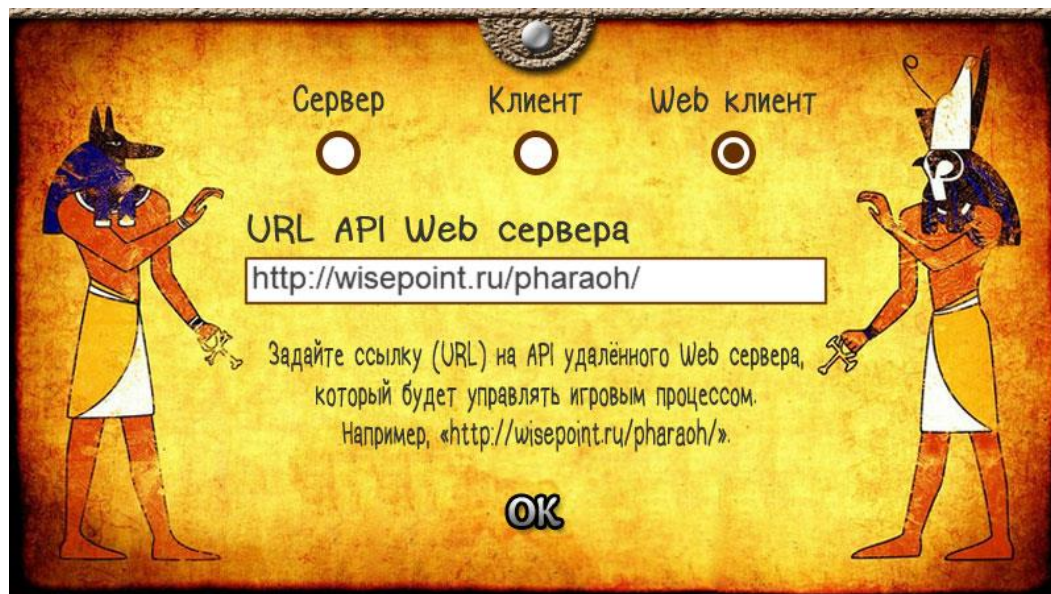 Сервер Клиент Web клиент
URL API Web сервера
http://wisepoint.ru/pharaoh/
Задайте ссылку (URL) на API удалённого Web сервера,
который будет управлять игровым процессом.
Например, «http://wisepoint.ru/pharaoh/».
OK